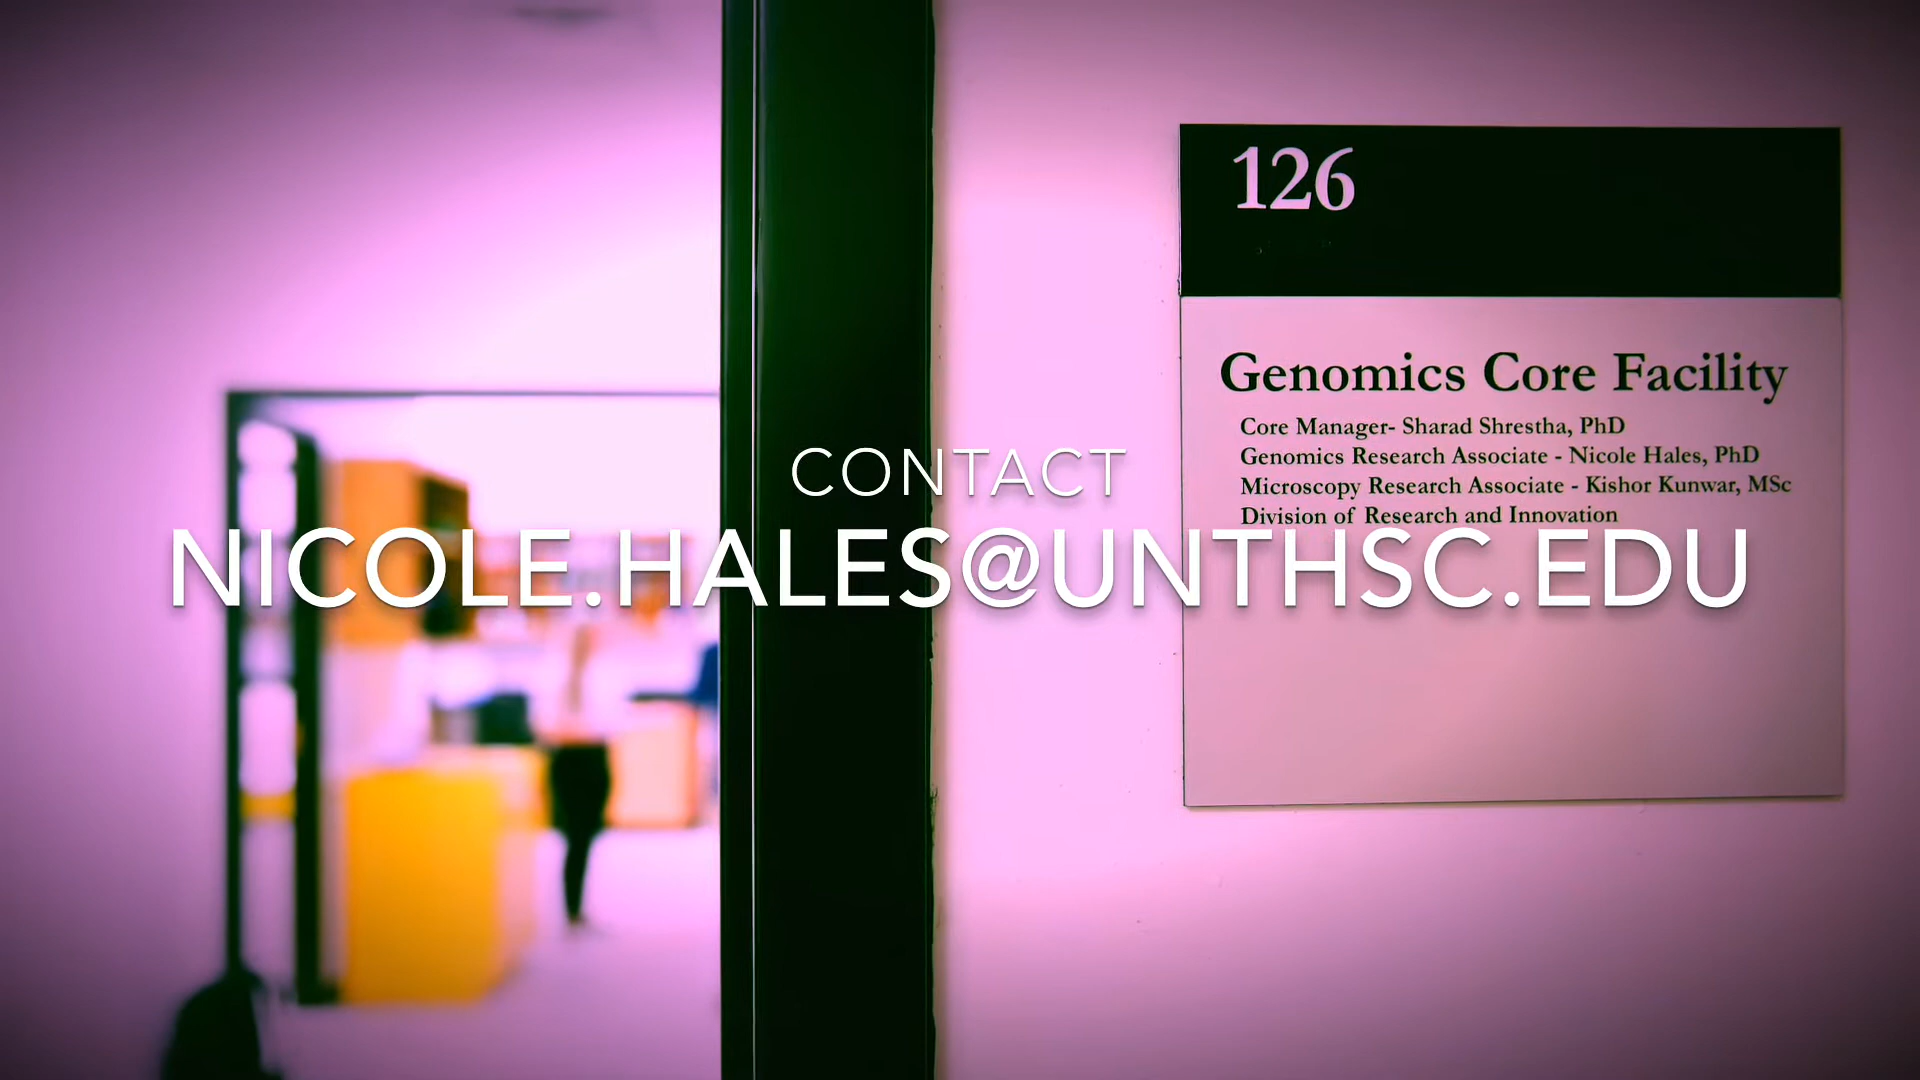 126
Genomics Core Facility
Core Manager- Sharad Shrestha, PhD
Genomics Research Associate - Nicole Hales, PhD
Microscopy Research Associate - Kishor Kunwar, MSc
Division of Research and Innovation
CONTACT
NICOLE.HALES@UNTHSC.EDU